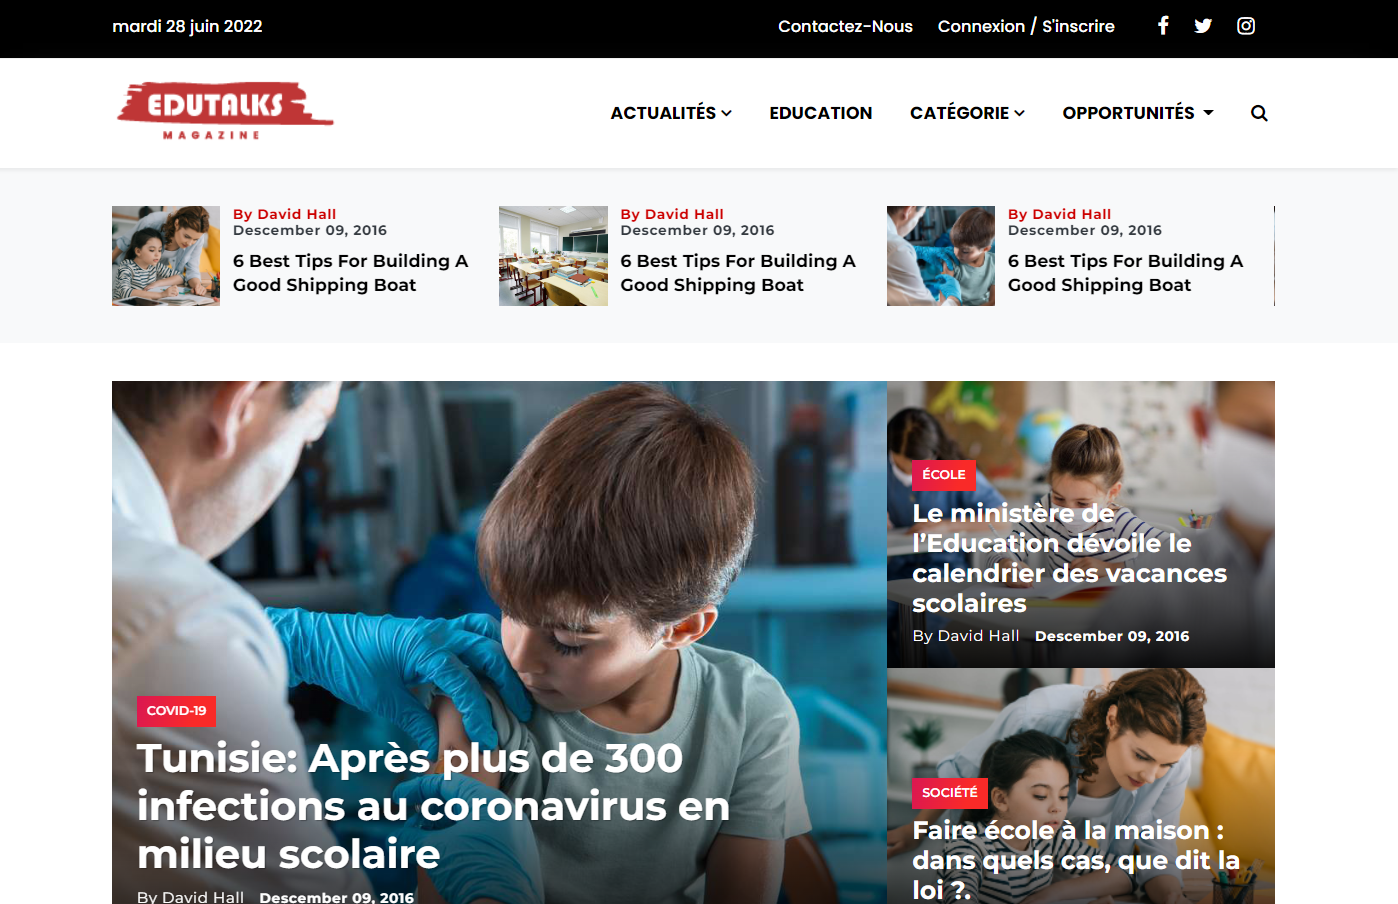 mardi 28 juin 2022
Contactez-Nous
Connexion / S'inscrire
EDUTALKS
MAGAZINE
ACTUALITÉS
EDUCATION
CATÉGORIE
OPPORTUNITÉS
By David Hall
Descember 09, 2016
6 Best Tips For Building A
Good Shipping Boat
By David Hall
Descember 09, 2016
6 Best Tips For Building A
Good Shipping Boat
By David Hall
Descember 09, 2016
6 Best Tips For Building A
Good Shipping Boat
COVID-19
Tunisie: Après plus de 300
infections au coronavirus en
milieu scolaire
By David Hall
Descember 09, 2016
ÉCOLE
Le ministère de
l’Education dévoile le
calendrier des vacances
scolaires
By David Hall
Descember 09, 2016
SOCIÉTÉ
Faire école à la maison :
dans quels cas, que dit la
loi ?.